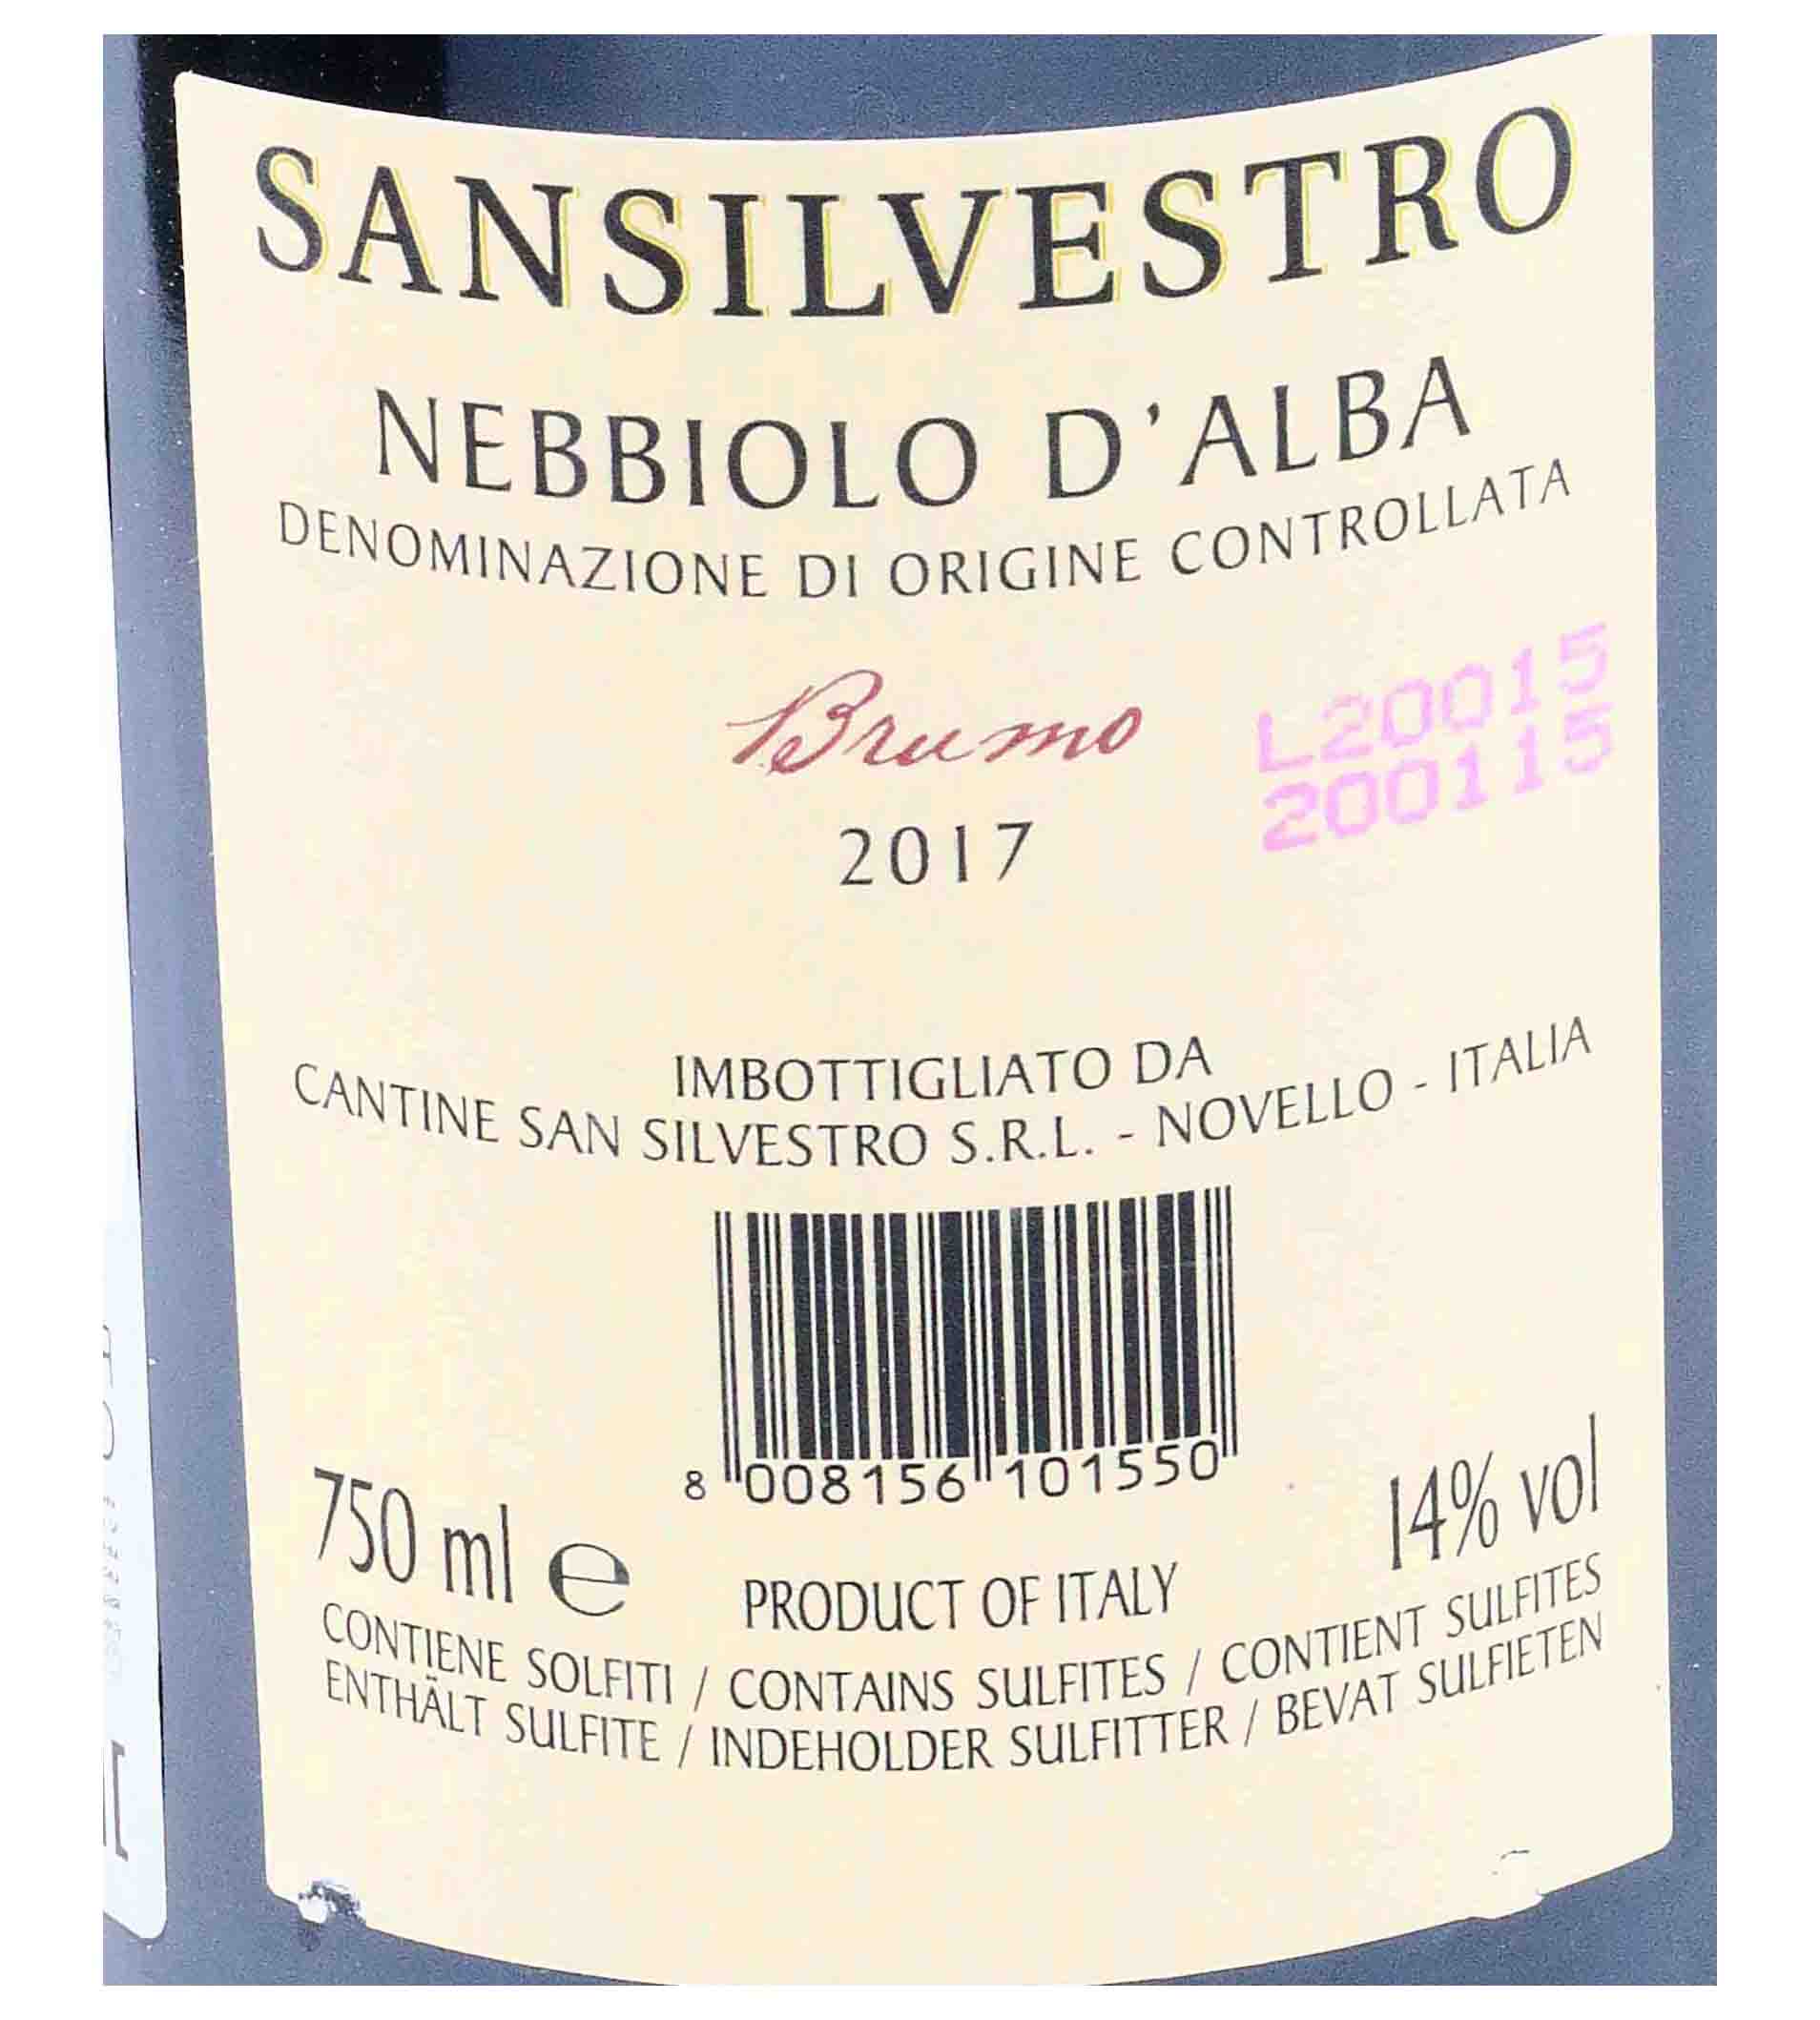 SANSILVESTRO
NEBBIOLO D'ALBA
DENOMINAZIONE DI ORIGINE CONTROLLATA
Brumo
L20015
200115
2017
IMBOTTIGLIATO DA
CANTINE SAN SILVESTRO S.R.L. - NOVELLO - ITALIA
8 008156 101550
750 ml e
14% vol
PRODUCT OF ITALY
CONTIENE SOLFITI / CONTAINS SULFITES / CONTIENT SULFITES
ENTHÄLT SULFITE / INDEHOLDER SULFITTER / BEVAT SULFIETEN